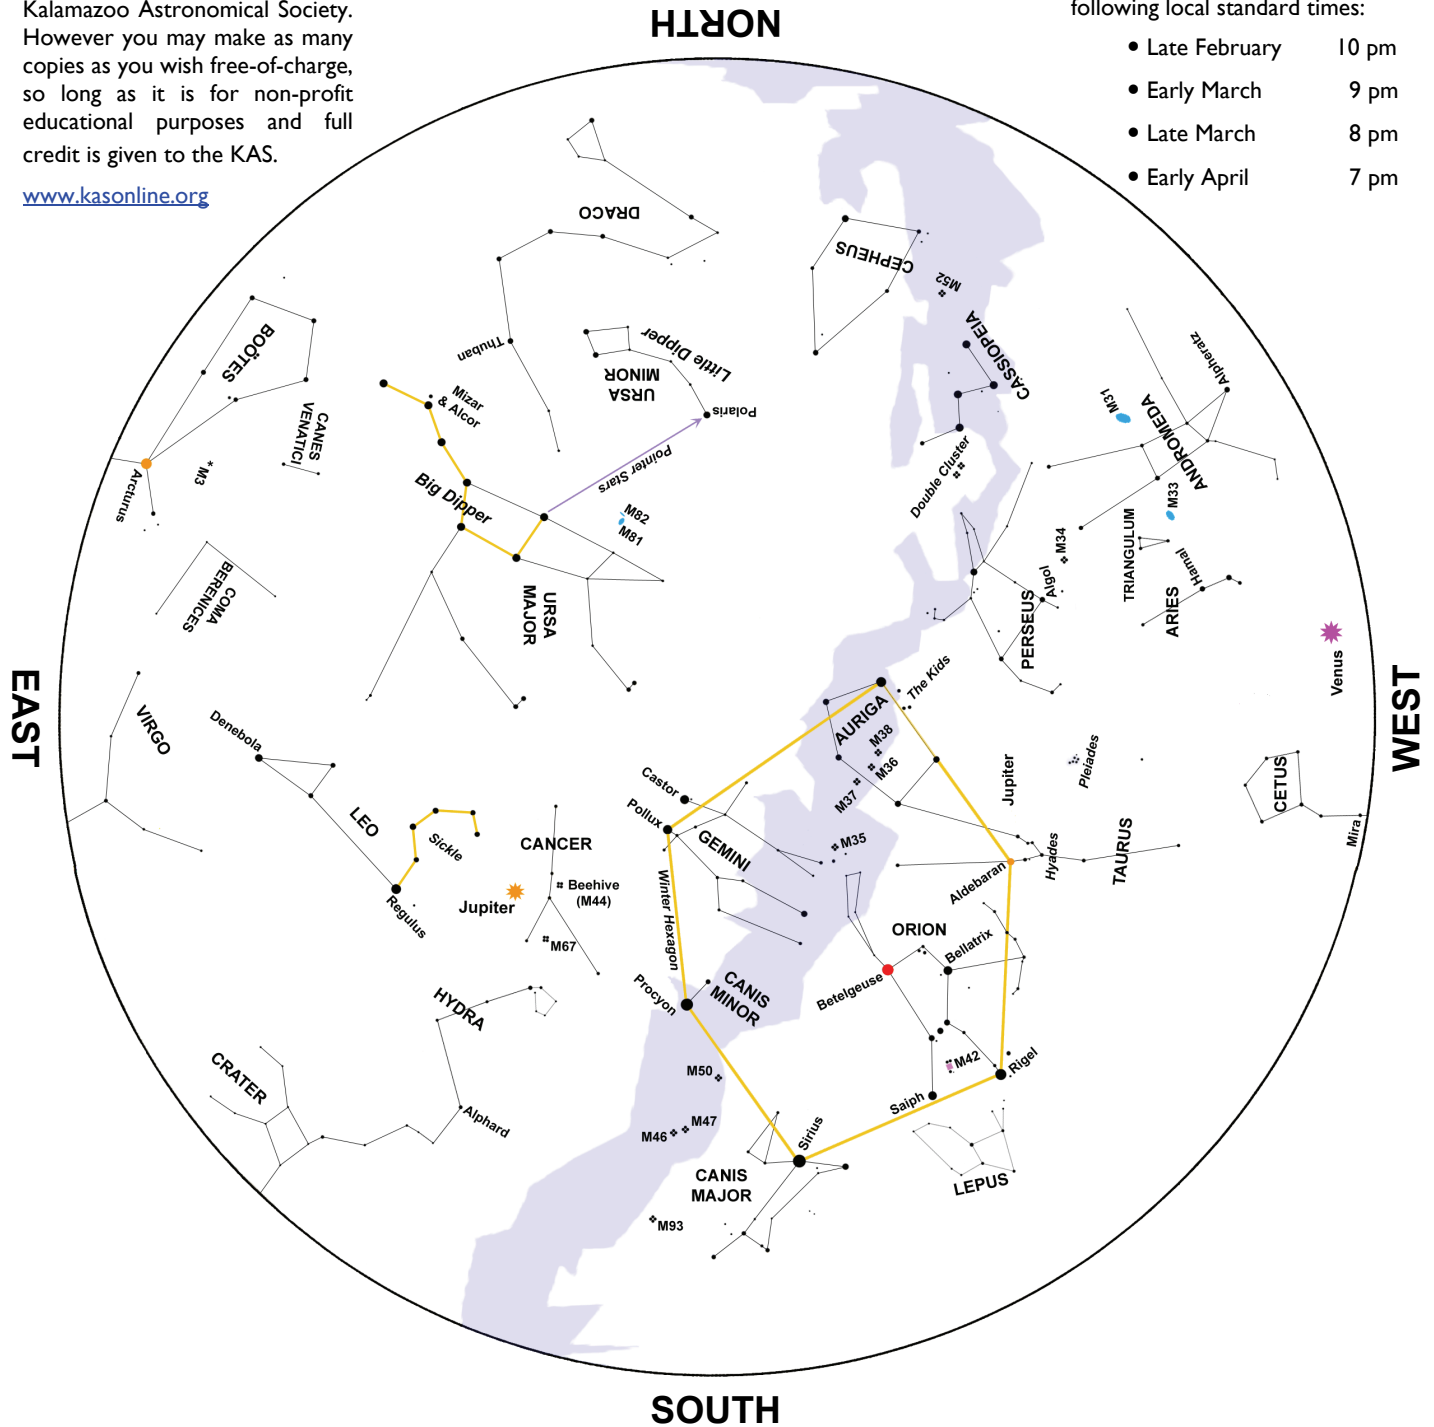 Kalamazoo Astronomical Society.
However you may make as many
copies as you wish free-of-charge,
so long as it is for non-profit
educational purposes and full
credit is given to the KAS.
www.kasonline.org
NORTH
following local standard times:
• Late February 10 pm
• Early March 9 pm
• Late March 8 pm
• Early April 7 pm
DRACO
CEPHEUS
M52
CASSIOPEIA
BOÖTES
Thuban
Little Dipper
URSA
MINOR
Polaris
Alpheratz
M31
ANDROMEDA
Mizar
& Alcor
CANES
VENATICI
M3
Arcturus
Big Dipper
Pointer Stars
M82
M81
Double Cluster
M33
M34
Algol
TRIANGULUM
Hamal
ARIES
PERSEUS
COMA
BERENICES
URSA
MAJOR
Venus
EAST
WEST
VIRGO
Denebola
The Kids
AURIGA
M38
M36
M37
Jupiter
Pleiades
CETUS
Mira
Castor
Pollux
LEO
Sickle
CANCER
GEMINI
M35
Hyades
TAURUS
Aldebaran
Regulus
Jupiter
Beehive
(M44)
M67
Winter Hexagon
ORION
Bellatrix
Betelgeuse
Procyon
CANIS
MINOR
HYDRA
CRATER
Alphard
M50
M42
Rigel
Saiph
M47
M46
Sirius
CANIS
MAJOR
LEPUS
M93
SOUTH